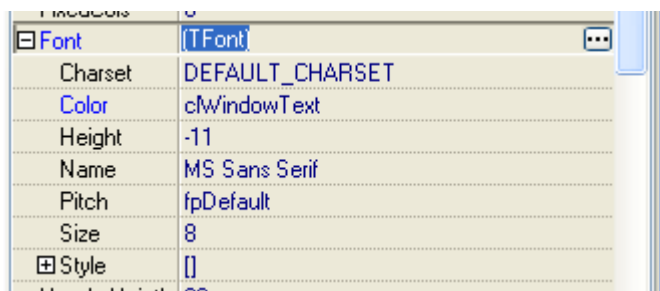 Font (TFont)
Charset DEFAULT_CHARSET
Color clWindowText
Height -11
Name MS Sans Serif
Pitch fpDefault
Size 8
Style []